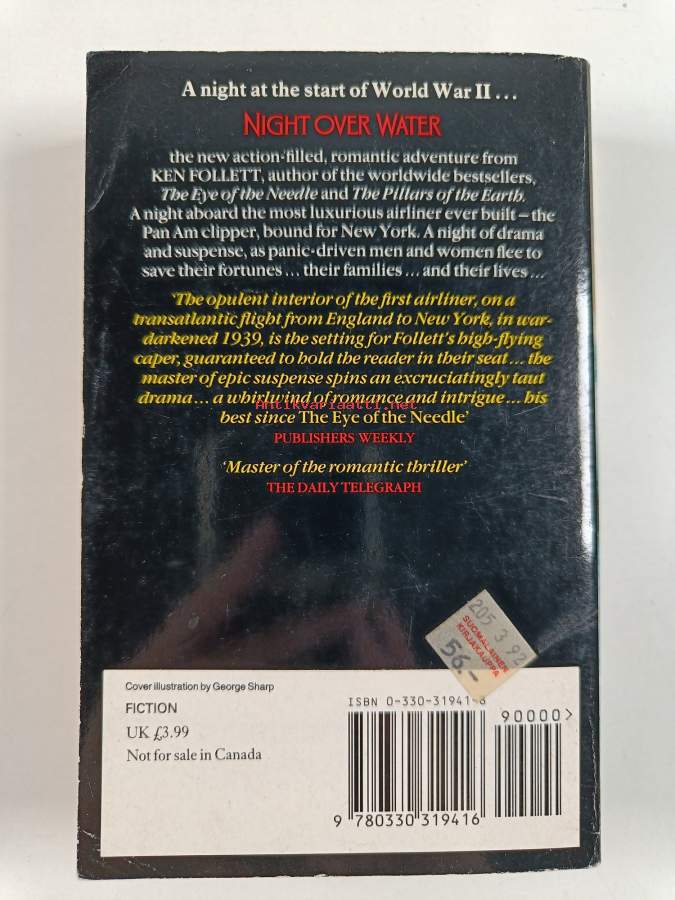 A night at the start of World War II ...
NIGHT OVER WATER
the new action-filled, romantic adventure from
KEN FOLLETT, author of the worldwide bestsellers,
The Eye of the Needle and The Pillars of the Earth.
A night aboard the most luxurious airliner ever built – the
Pan Am clipper, bound for New York. A night of drama
and suspense, as panic-driven men and women flee to
save their fortunes ... their families ... and their lives ...
'The opulent interior of the first airliner, on a
transatlantic flight from England to New York, in war-
darkened 1939, is the setting for Follett's high-flying
caper, guaranteed to hold the reader in their seat ... the
master of epic suspense spins an excruciatingly taut
drama ... a whirlwind of romance and intrigue ... his
Antikvariaatti.net
best since The Eye of the Needle'
PUBLISHERS WEEKLY
'Master of the romantic thriller'
THE DAILY TELEGRAPH
205 3 92
SUOMALAINEN
KIRJAKAUPPA
56.-
Cover illustration by George Sharp
FICTION
UK £3.99
Not for sale in Canada
ISBN 0-330-31941-8
90000>
9 780330 319416